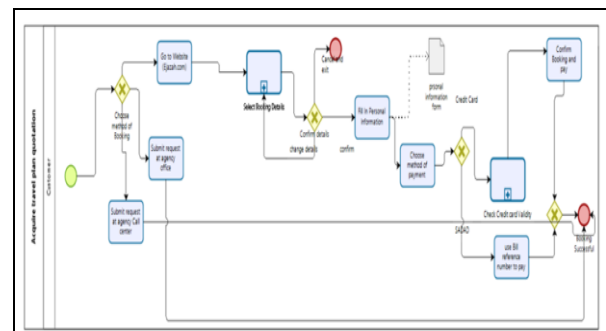 Acquire travel plan quotation
Customer
Go to Website
(Ejazah.com)
Choose
method of
Booking
Submit request
at agency
office
Submit request
at agency Call
center
Select Booking Details
Cancel and
exit
Confirm details
change details
confirm
Fill in Personal
Information
prional
information
form
Choose
method of
payment
Credit Card
SADAD
Check Credit card Validity
use Bill
reference
number to pay
Confirm
Booking and
pay
Booking
Successful